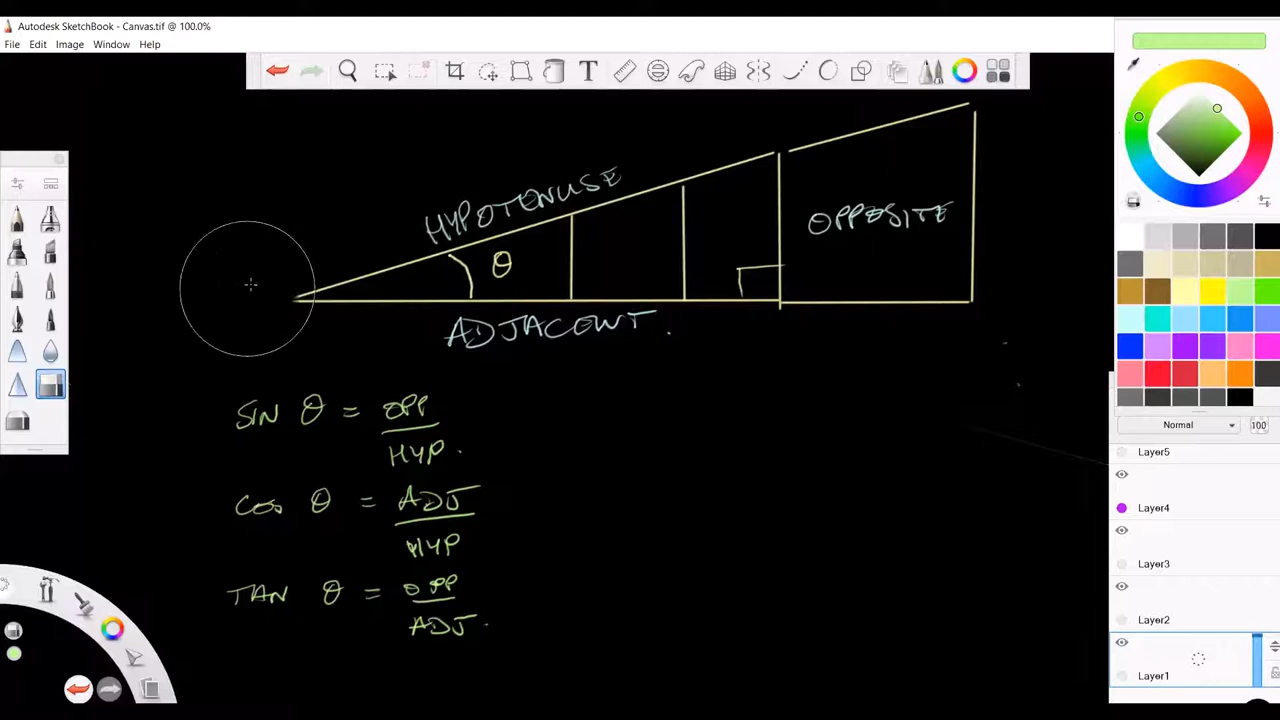 Autodesk SketchBook - Canvas.tif @ 100.0%
File Edit Image Window Help
T
HYPOTENUSE
θ
OPPOSITE
ADJACENT.
SIN θ = OPP
HYP.
COS θ = ADJ
HYP
TAN θ = OPP
ADJ.
Normal 100
Layer5
Layer4
Layer3
Layer2
Layer1